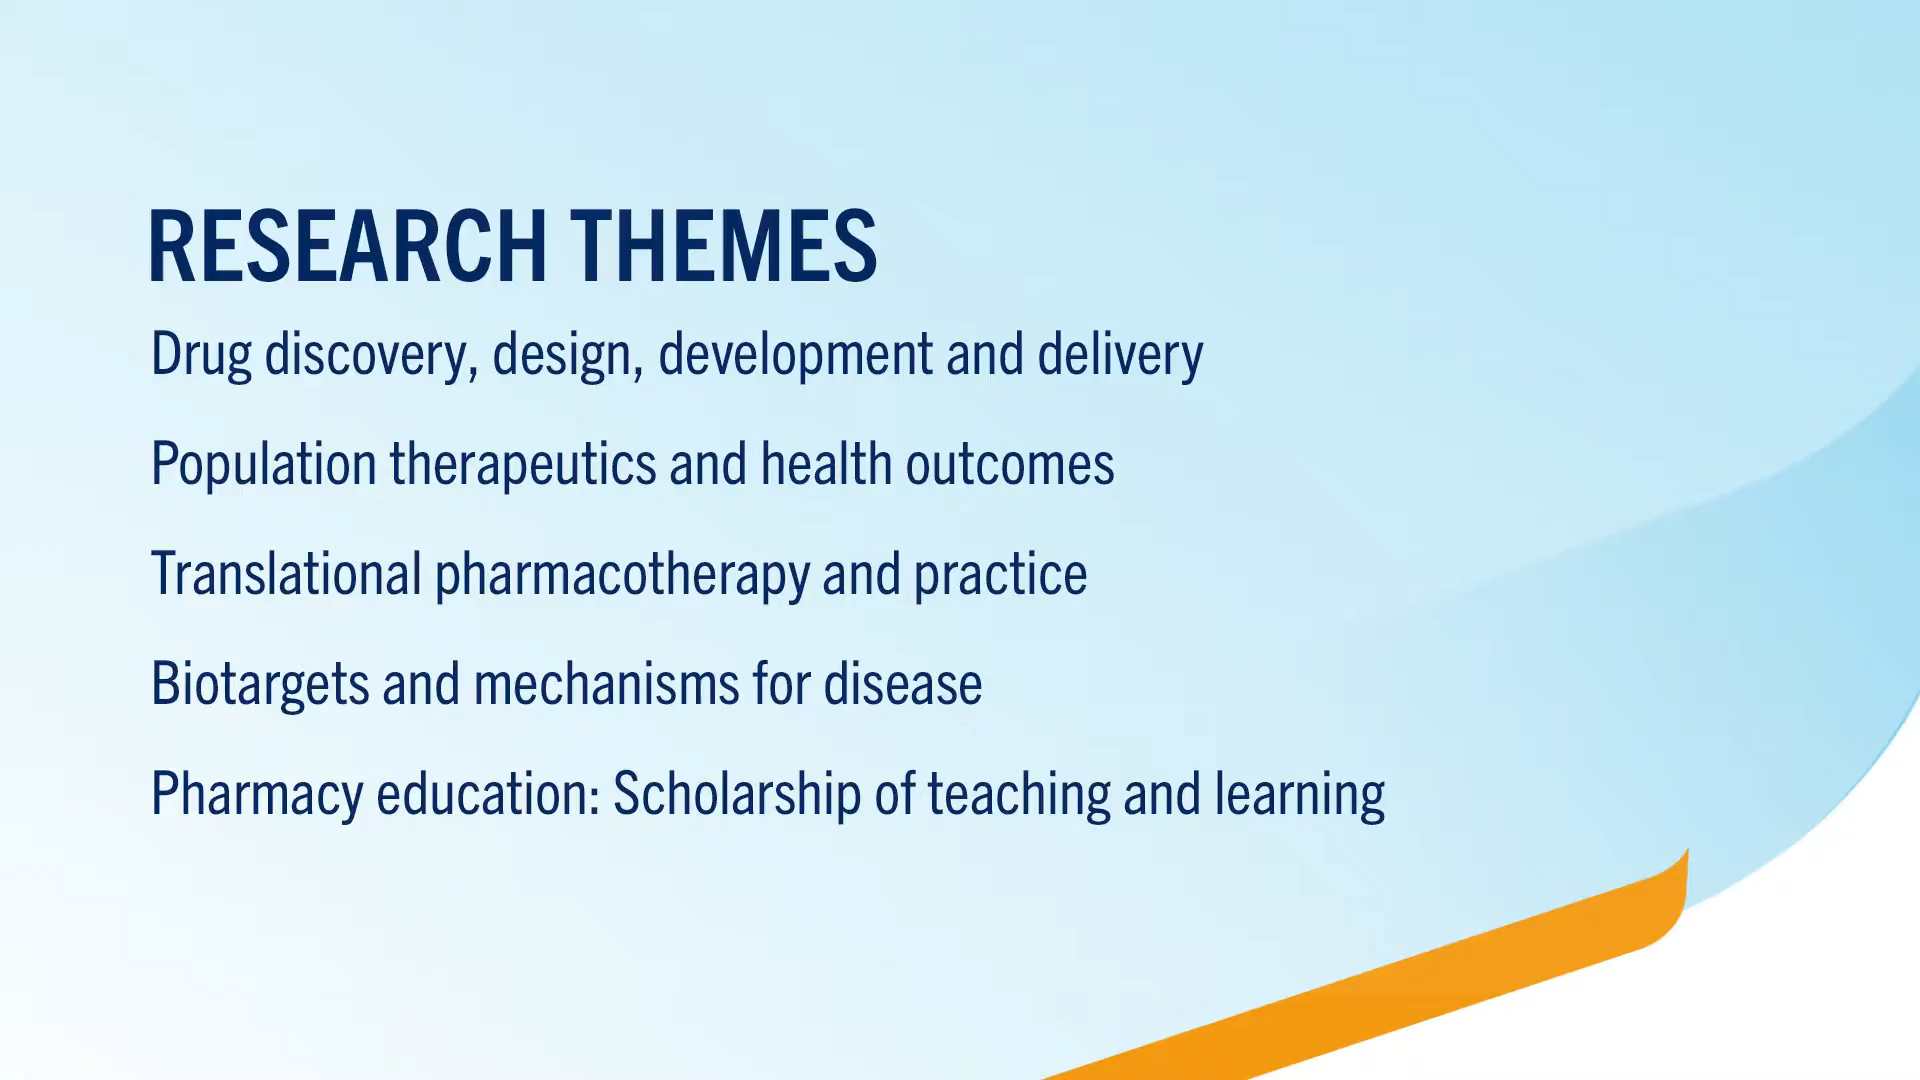 RESEARCH THEMES
Drug discovery, design, development and delivery
Population therapeutics and health outcomes
Translational pharmacotherapy and practice
Biotargets and mechanisms for disease
Pharmacy education: Scholarship of teaching and learning